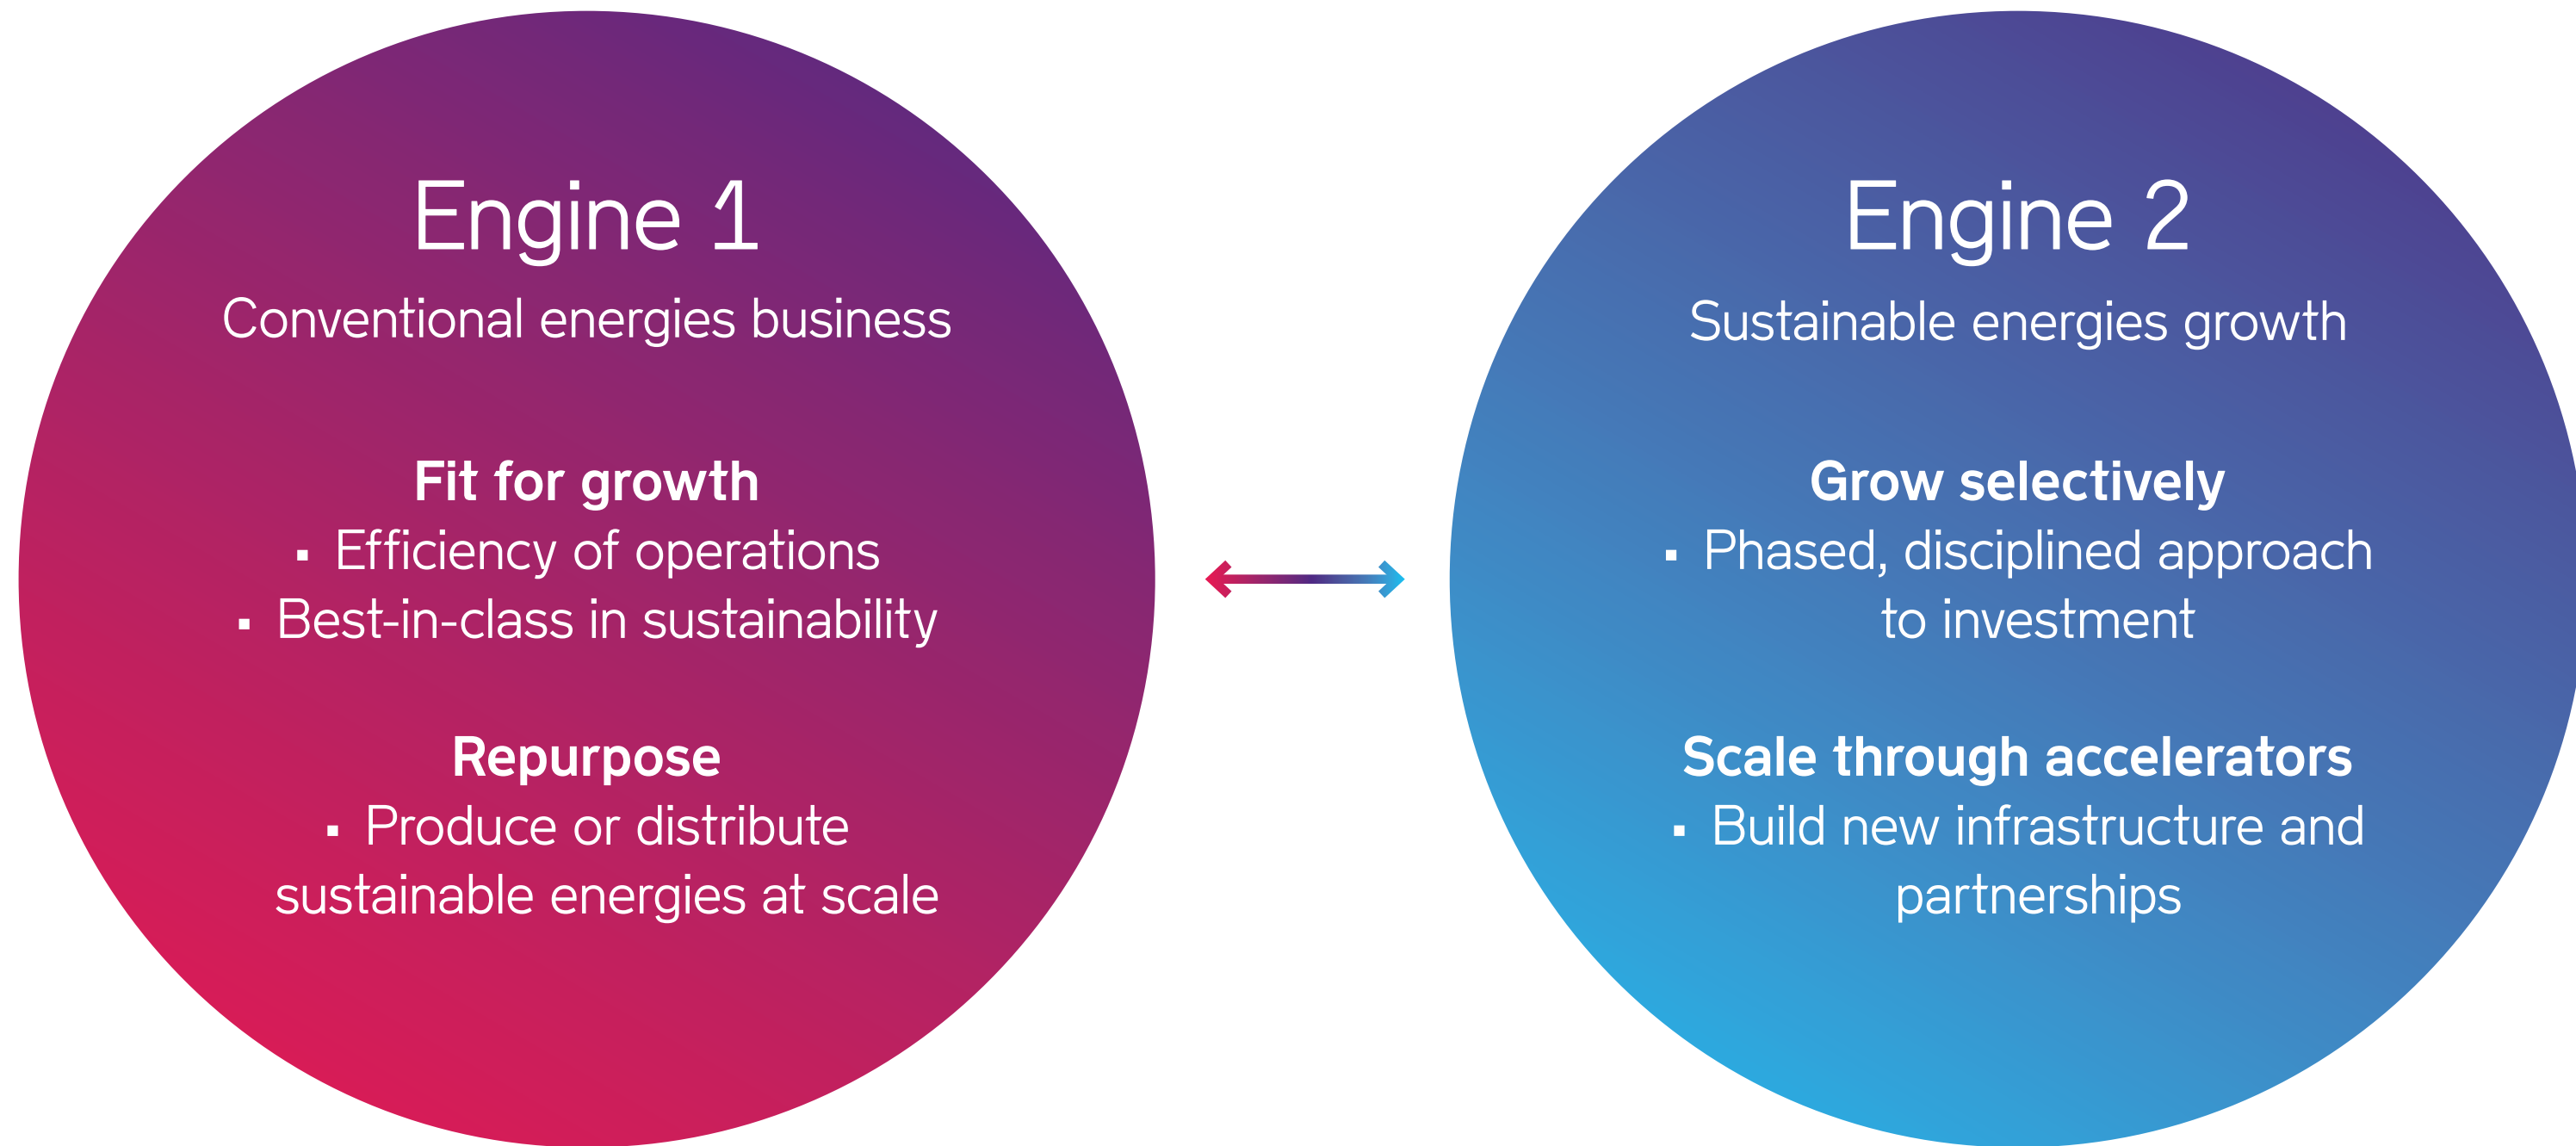 Engine 1
Conventional energies business
Fit for growth
▪ Efficiency of operations
▪ Best-in-class in sustainability
Repurpose
▪ Produce or distribute
sustainable energies at scale
Engine 2
Sustainable energies growth
Grow selectively
▪ Phased, disciplined approach
to investment
Scale through accelerators
▪ Build new infrastructure and
partnerships